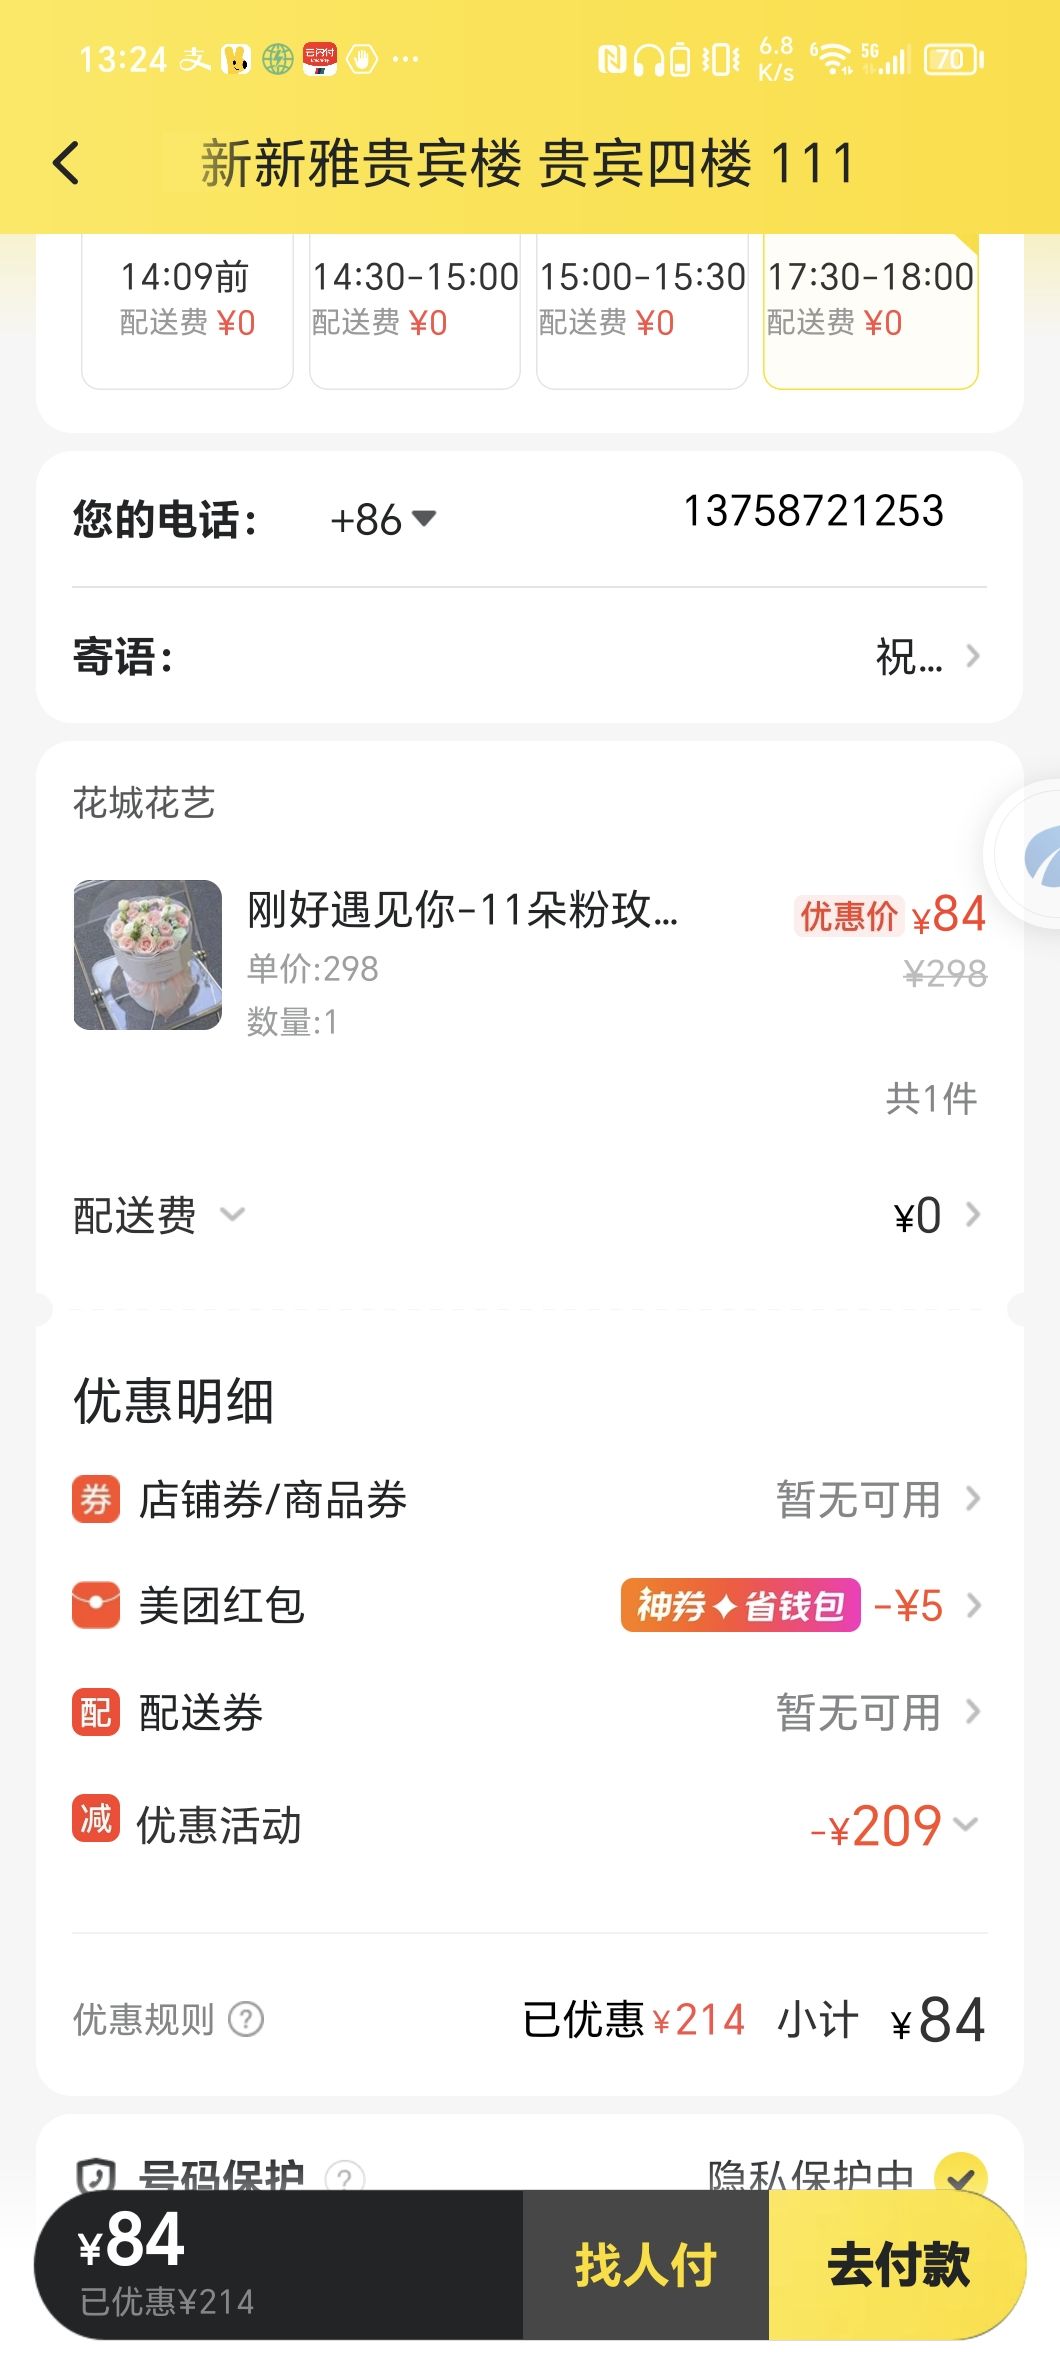 13:24 支 云闪付 ... 6.8 K/s 6 5G 70
新新雅贵宾楼 贵宾四楼 111
14:09前 14:30-15:00 15:00-15:30 17:30-18:00
配送费 ¥0 配送费 ¥0 配送费 ¥0 配送费 ¥0
您的电话: +86 13758721253
寄语: 祝...
花城花艺
刚好遇见你-11朵粉玫... 优惠价 ¥84
单价:298 ¥298
数量:1
共1件
配送费 ¥0
优惠明细
券 店铺券/商品券 暂无可用
美团红包 神券 省钱包 -¥5
配 配送券 暂无可用
减 优惠活动 -¥209
优惠规则 ? 已优惠 ¥214 小计 ¥84
号码保护 ? 隐私保护中
¥84 找人付 去付款
已优惠¥214